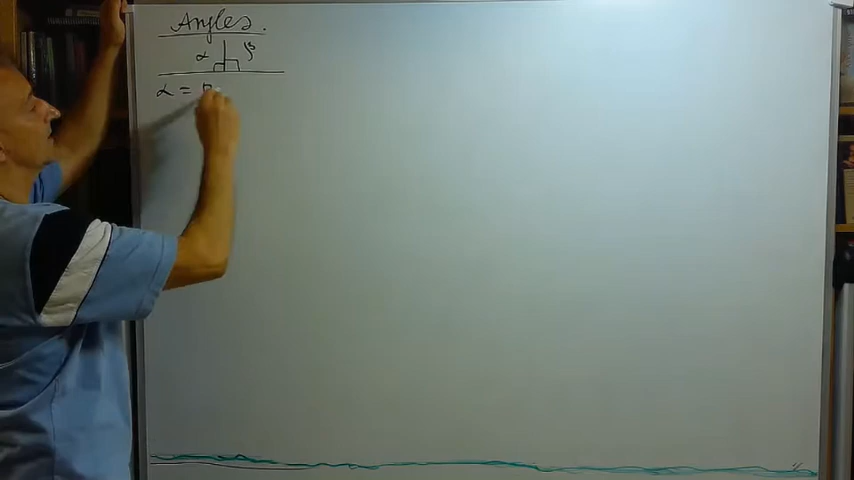 Angles.
α
α =